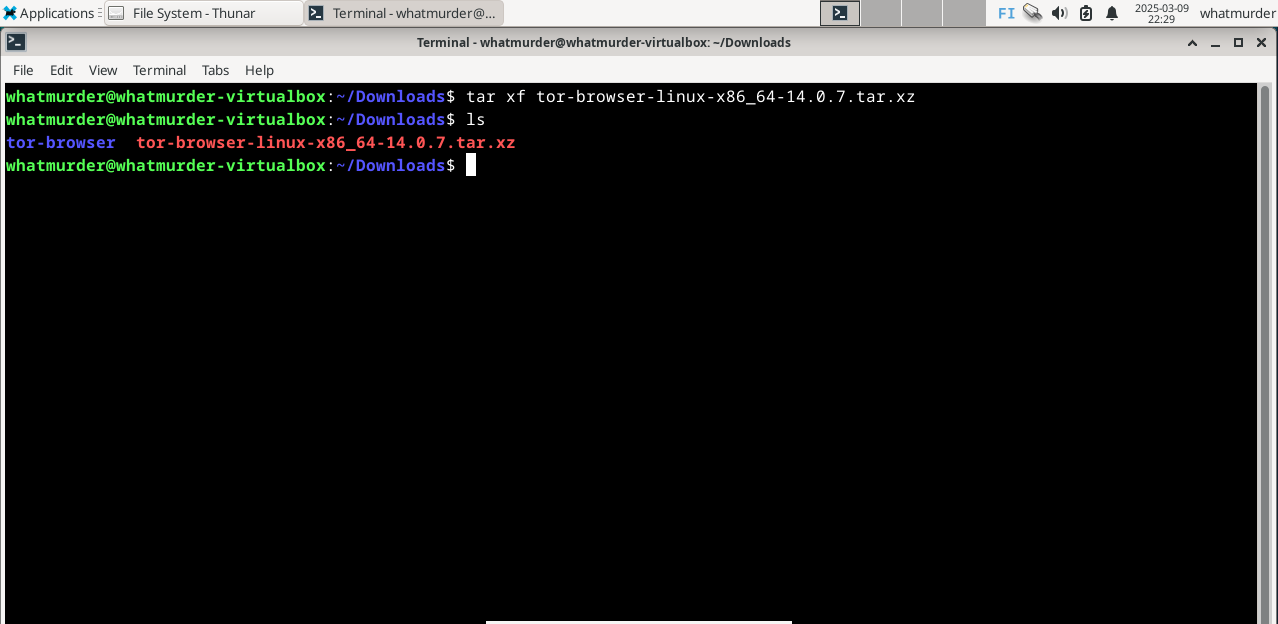 Applications File System - Thunar Terminal - whatmurder@... FI 2025-03-09 22:29 whatmurder
Terminal - whatmurder@whatmurder-virtualbox: ~/Downloads
File Edit View Terminal Tabs Help
whatmurder@whatmurder-virtualbox:~/Downloads$ tar xf tor-browser-linux-x86_64-14.0.7.tar.xz
whatmurder@whatmurder-virtualbox:~/Downloads$ ls
tor-browser tor-browser-linux-x86_64-14.0.7.tar.xz
whatmurder@whatmurder-virtualbox:~/Downloads$